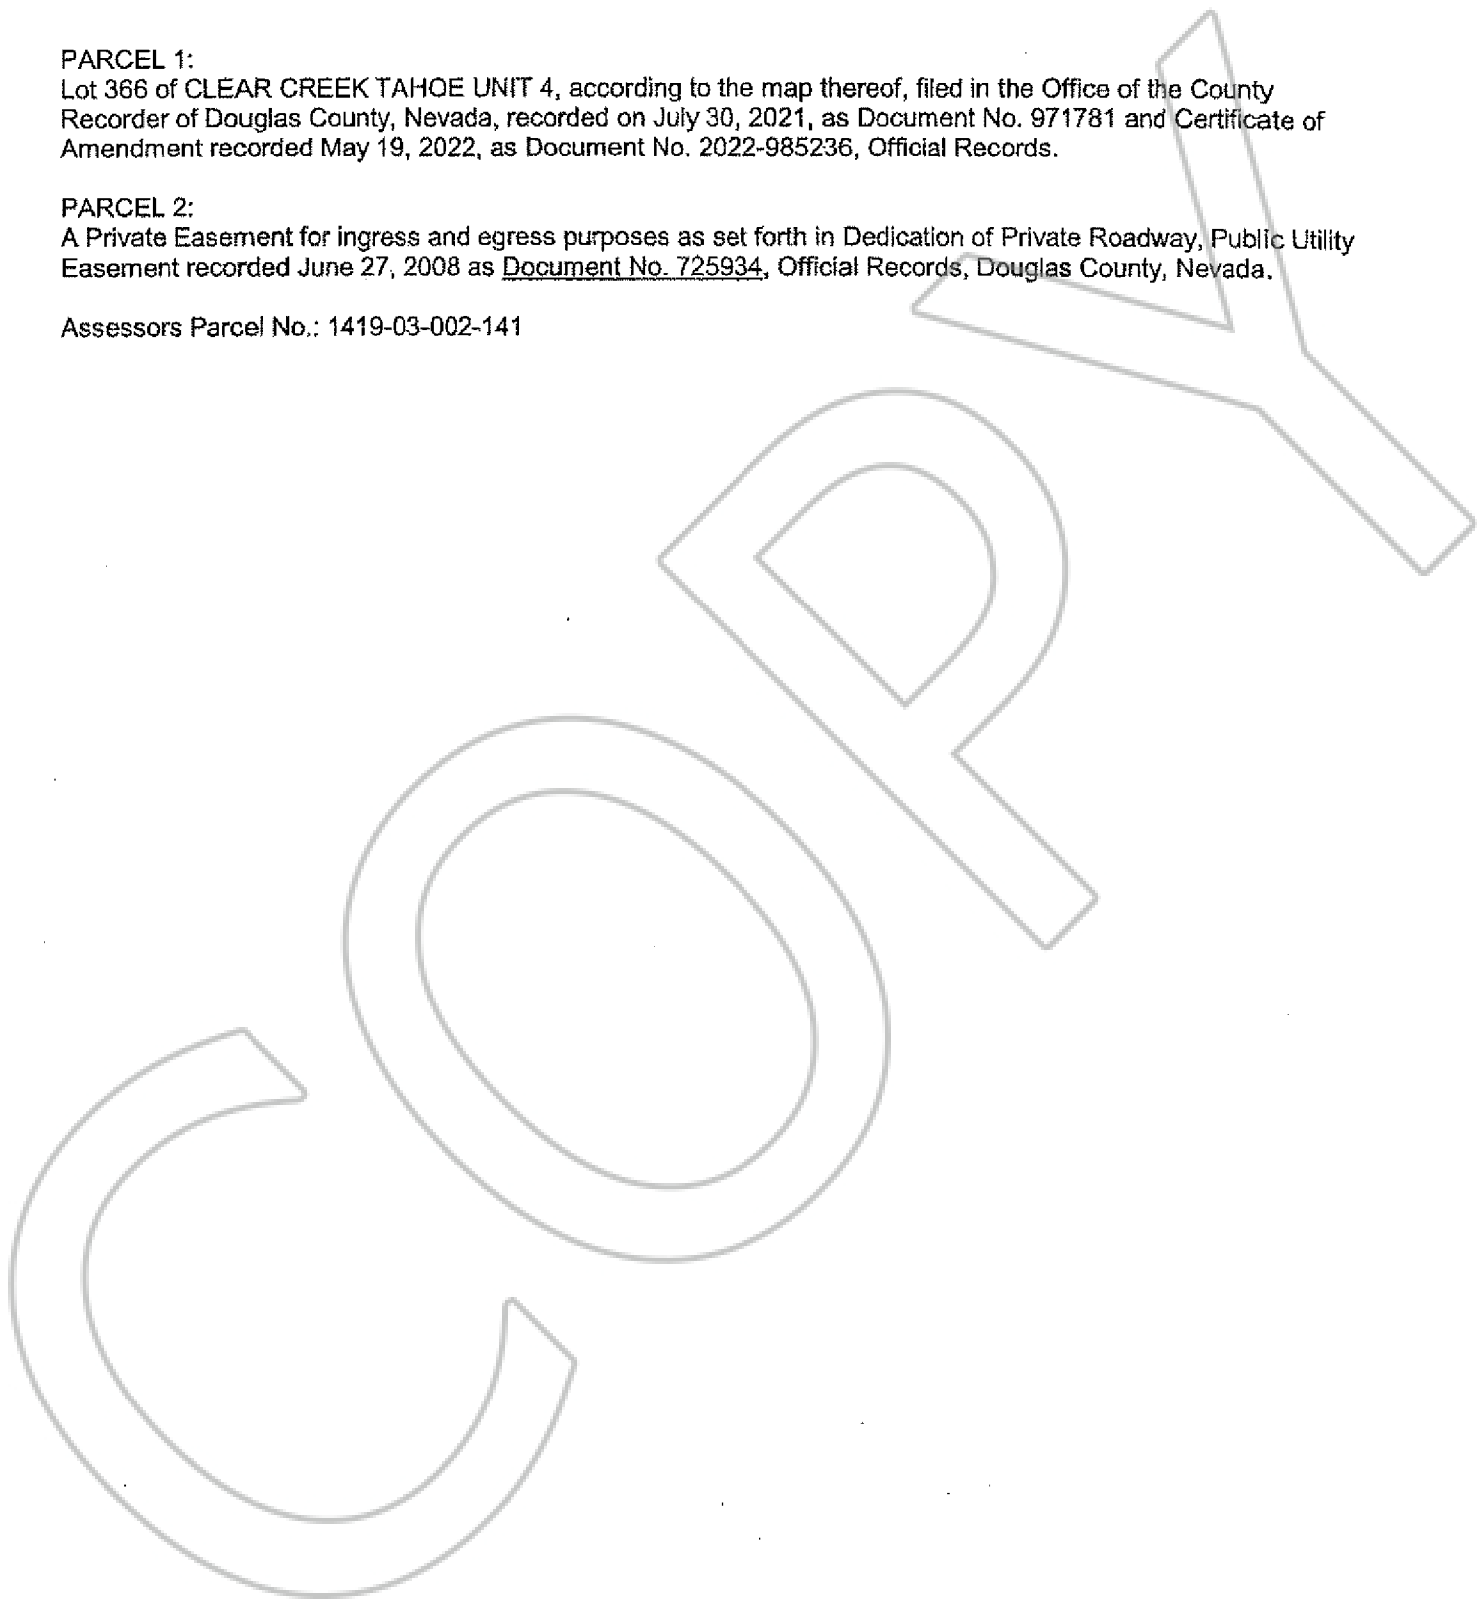 PARCEL 1:
Lot 366 of CLEAR CREEK TAHOE UNIT 4, according to the map thereof, filed in the Office of the County
Recorder of Douglas County, Nevada, recorded on July 30, 2021, as Document No. 971781 and Certificate of
Amendment recorded May 19, 2022, as Document No. 2022-985236, Official Records.
PARCEL 2:
A Private Easement for ingress and egress purposes as set forth in Dedication of Private Roadway, Public Utility
Easement recorded June 27, 2008 as Document No. 725934, Official Records, Douglas County, Nevada.
Assessors Parcel No.: 1419-03-002-141
COPY